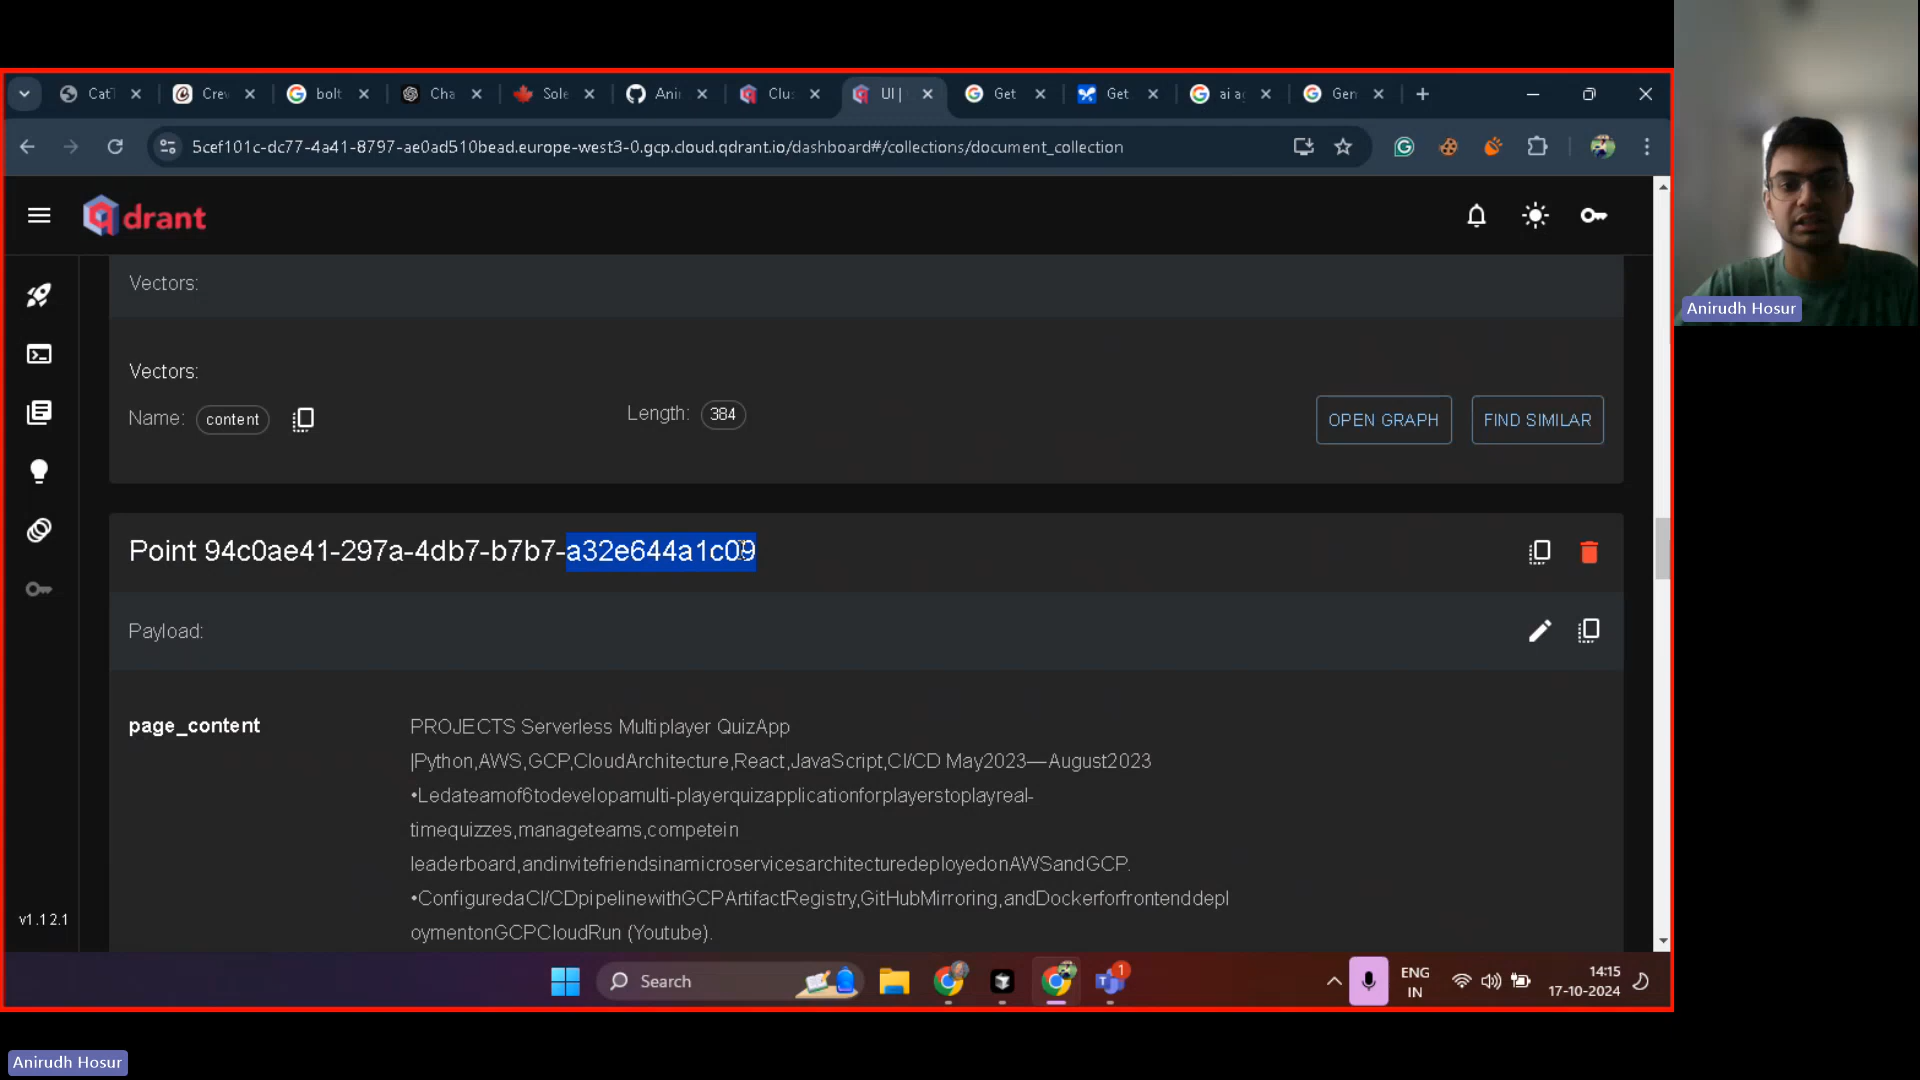 Cat
Cre
bolt
Cha
Sole
Ani
Clu
UI |
Get
Get
ai a
Gen
5cef101c-dc77-4a41-8797-ae0ad510bead.europe-west3-0.gcp.cloud.qdrant.io/dashboard#/collections/document_collection
qdrant
Vectors:
Vectors:
Name: content
Length: 384
OPEN GRAPH
FIND SIMILAR
Point 94c0ae41-297a-4db7-b7b7-a32e644a1c09
Payload:
page_content
PROJECTS Serverless Multiplayer QuizApp
|Python,AWS,GCP,CloudArchitecture,React,JavaScript,CI/CD May2023—August2023
•Ledateamof6todevelopamulti-playerquizapplicationforplayerstoplayreal-
timequizzes,manageteams,competein
leaderboard,andinvitefriendsinamicroservicesarchitecturedeployedonAWSandGCP.
•ConfiguredaCI/CDpipelinewithGCPArtifactRegistry,GitHubMirroring,andDockerforfrontenddepl
oymentonGCPCloudRun (Youtube).
v1.12.1
Search
1
ENG
IN
14:15
17-10-2024
Anirudh Hosur
Anirudh Hosur